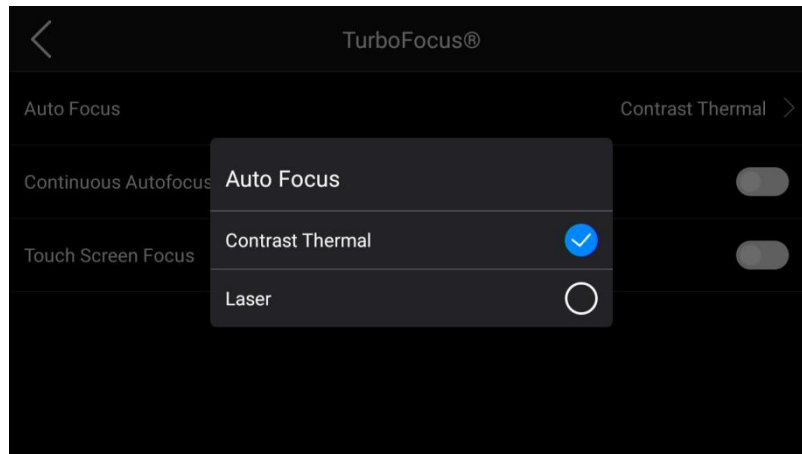 TurboFocus®
Auto Focus Contrast Thermal
Continuous Autofocus
Touch Screen Focus
Auto Focus
Contrast Thermal
Laser